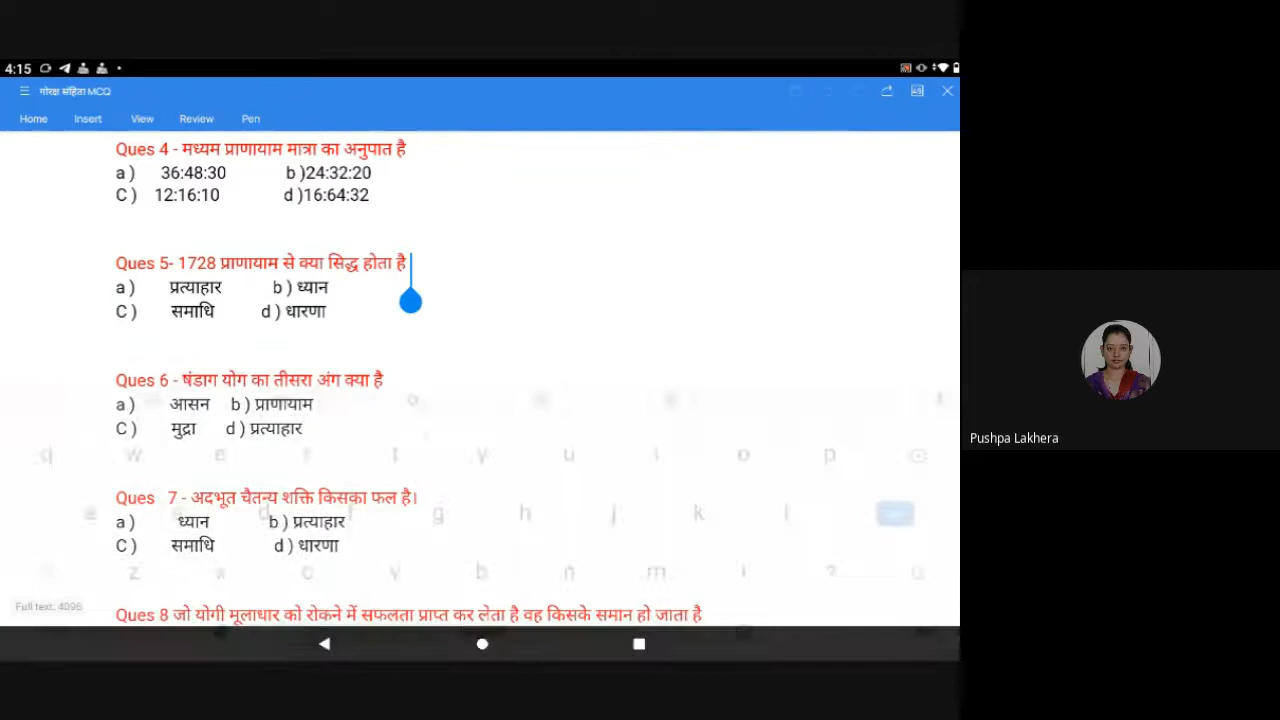 4:15
गोरक्ष संहिता MCQ
Home Insert View Review Pen
Ques 4 - मध्यम प्राणायाम मात्रा का अनुपात है
a ) 36:48:30 b )24:32:20
C ) 12:16:10 d )16:64:32
Ques 5- 1728 प्राणायाम से क्या सिद्ध होता है
a ) प्रत्याहार b ) ध्यान
C ) समाधि d ) धारणा
Ques 6 - षंडाग योग का तीसरा अंग क्या है
a ) आसन b ) प्राणायाम
C ) मुद्रा d ) प्रत्याहार
q w e r t y u i o p
Ques 7 - अदभूत चैतन्य शक्ति किसका फल है।
a d f g h j k l
a ) ध्यान b ) प्रत्याहार
C ) समाधि d ) धारणा
z x c v b n m ! ?
Full text: 4096
Ques 8 जो योगी मूलाधार को रोकने में सफलता प्राप्त कर लेता है वह किसके समान हो जाता है
Pushpa Lakhera